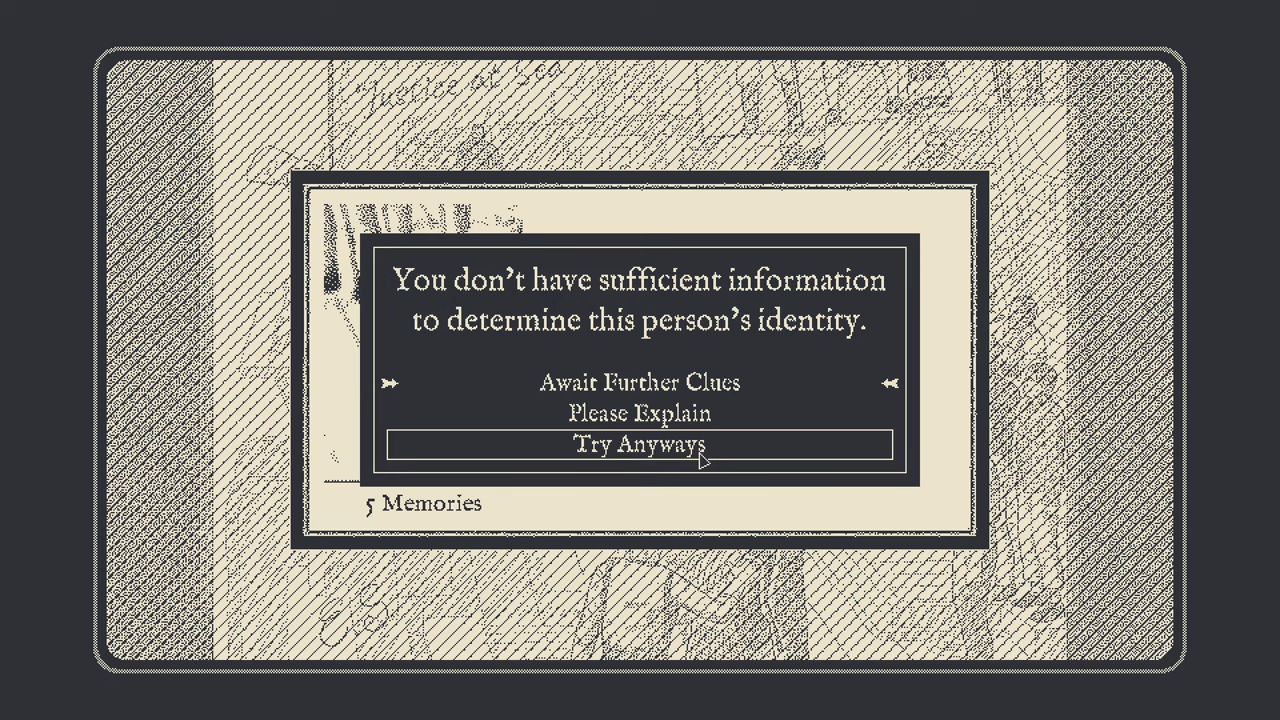 "Justice at Sea
You don't have sufficient information
to determine this person's identity.
Await Further Clues
Please Explain
Try Anyways
5 Memories
E.S